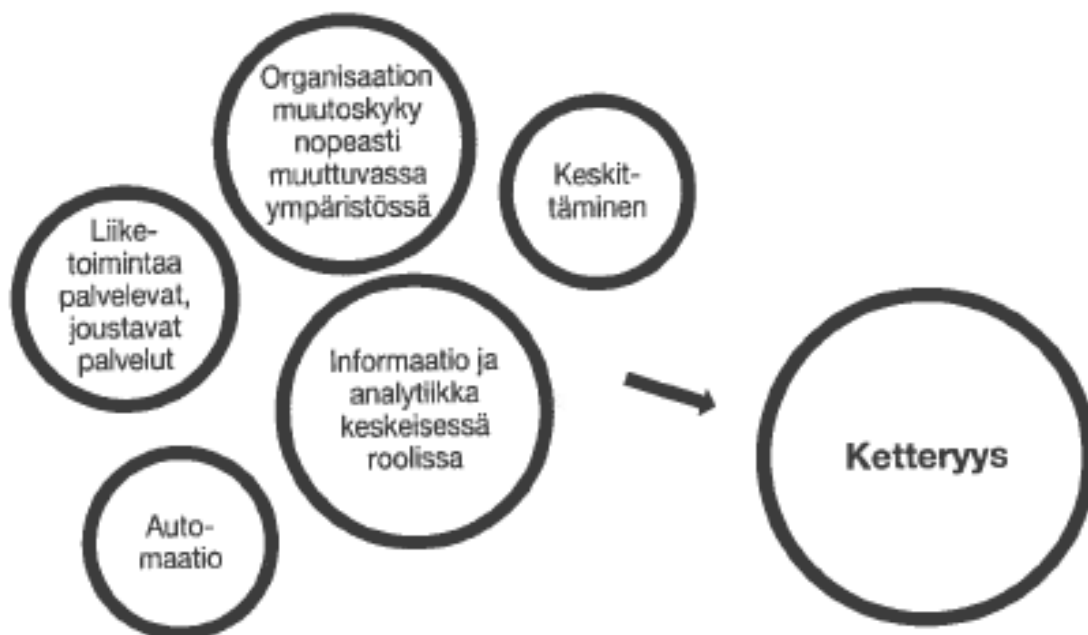 Organisaation
muutoskyky
nopeasti
muuttuvassa
ympäristössä
Keskit-
täminen
Liike-
toimintaa
palvelevat,
joustavat
palvelut
Informaatio ja
analytiikka
keskeisessä
roolissa
Ketteryys
Auto-
maatio